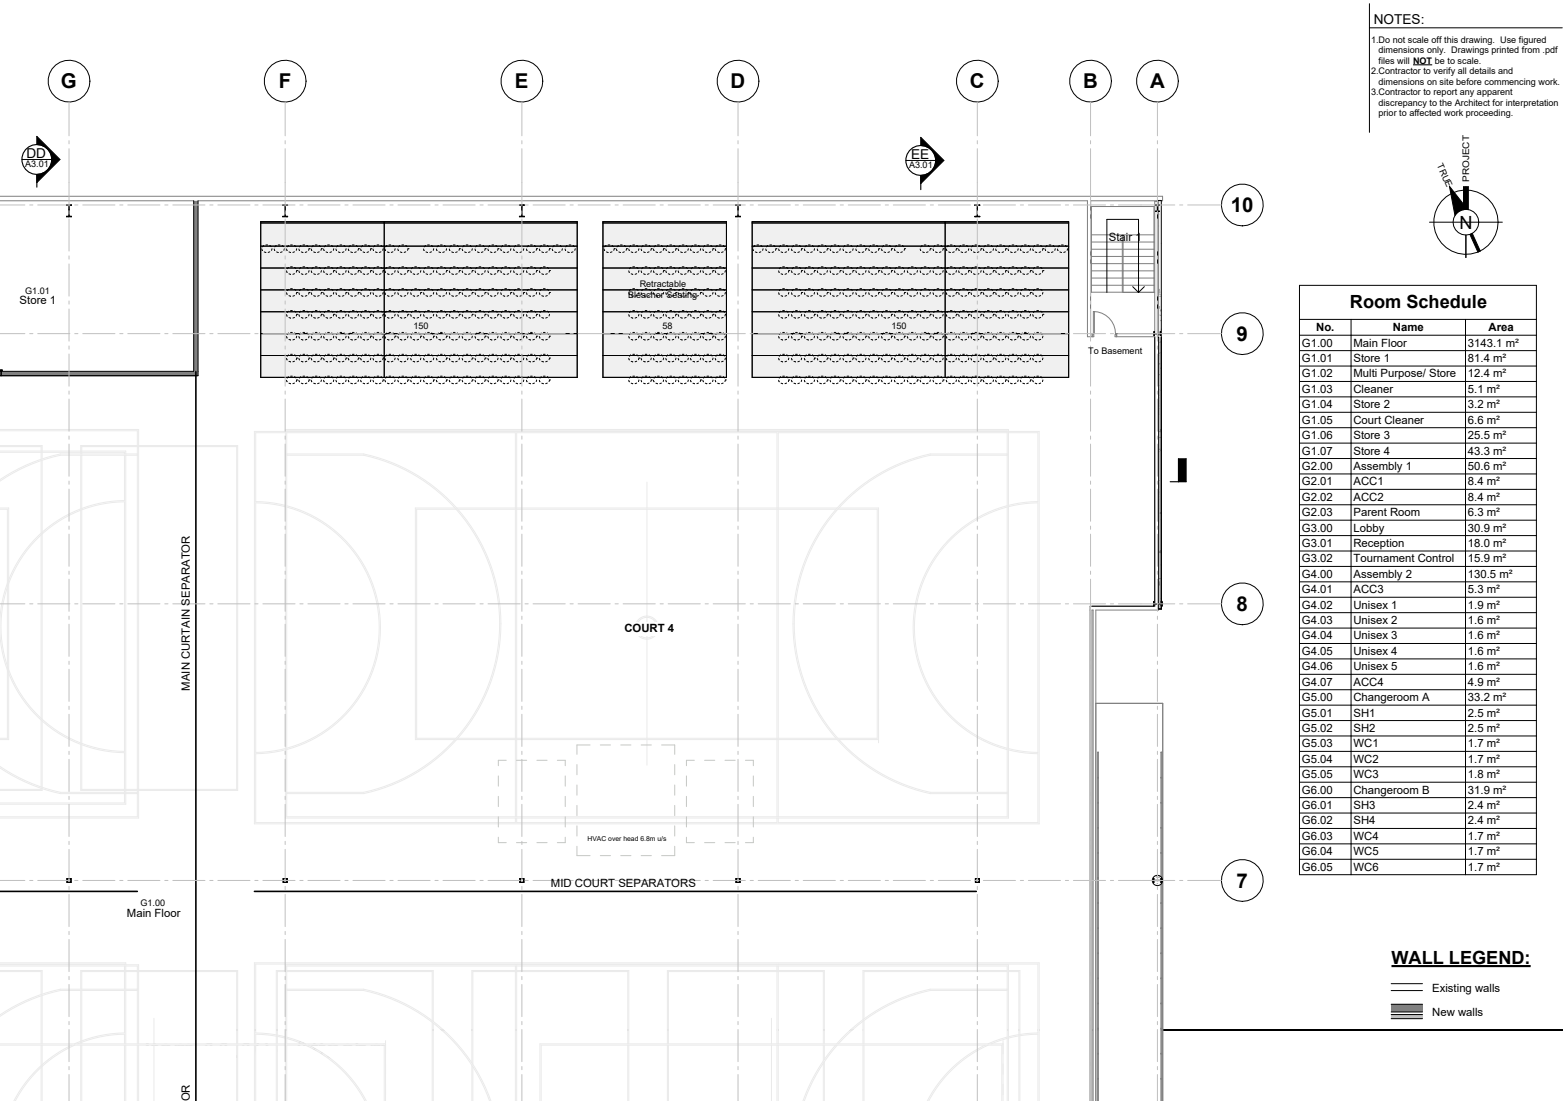 NOTES:
1.Do not scale off this drawing. Use figured
dimensions only. Drawings printed from .pdf
files will NOT be to scale.
2.Contractor to verify all details and
dimensions on site before commencing work.
3.Contractor to report any apparent
discrepancy to the Architect for interpretation
prior to affected work proceeding.
G
F
E
D
C
B
A
DD
A3.01
EE
A3.01
TRUE
PROJECT
N
10
Stair 1
G1.01
Store 1
Retractable
Bleacher Seating
150
58
150
9
To Basement
8
MAIN CURTAIN SEPARATOR
COURT 4
HVAC over head 6.8m u/s
MID COURT SEPARATORS
7
G1.00
Main Floor
OR
Room Schedule
No. Name Area
G1.00 Main Floor 3143.1 m²
G1.01 Store 1 81.4 m²
G1.02 Multi Purpose/ Store 12.4 m²
G1.03 Cleaner 5.1 m²
G1.04 Store 2 3.2 m²
G1.05 Court Cleaner 6.6 m²
G1.06 Store 3 25.5 m²
G1.07 Store 4 43.3 m²
G2.00 Assembly 1 50.6 m²
G2.01 ACC1 8.4 m²
G2.02 ACC2 8.4 m²
G2.03 Parent Room 6.3 m²
G3.00 Lobby 30.9 m²
G3.01 Reception 18.0 m²
G3.02 Tournament Control 15.9 m²
G4.00 Assembly 2 130.5 m²
G4.01 ACC3 5.3 m²
G4.02 Unisex 1 1.9 m²
G4.03 Unisex 2 1.6 m²
G4.04 Unisex 3 1.6 m²
G4.05 Unisex 4 1.6 m²
G4.06 Unisex 5 1.6 m²
G4.07 ACC4 4.9 m²
G5.00 Changeroom A 33.2 m²
G5.01 SH1 2.5 m²
G5.02 SH2 2.5 m²
G5.03 WC1 1.7 m²
G5.04 WC2 1.7 m²
G5.05 WC3 1.8 m²
G6.00 Changeroom B 31.9 m²
G6.01 SH3 2.4 m²
G6.02 SH4 2.4 m²
G6.03 WC4 1.7 m²
G6.04 WC5 1.7 m²
G6.05 WC6 1.7 m²
WALL LEGEND:
Existing walls
New walls